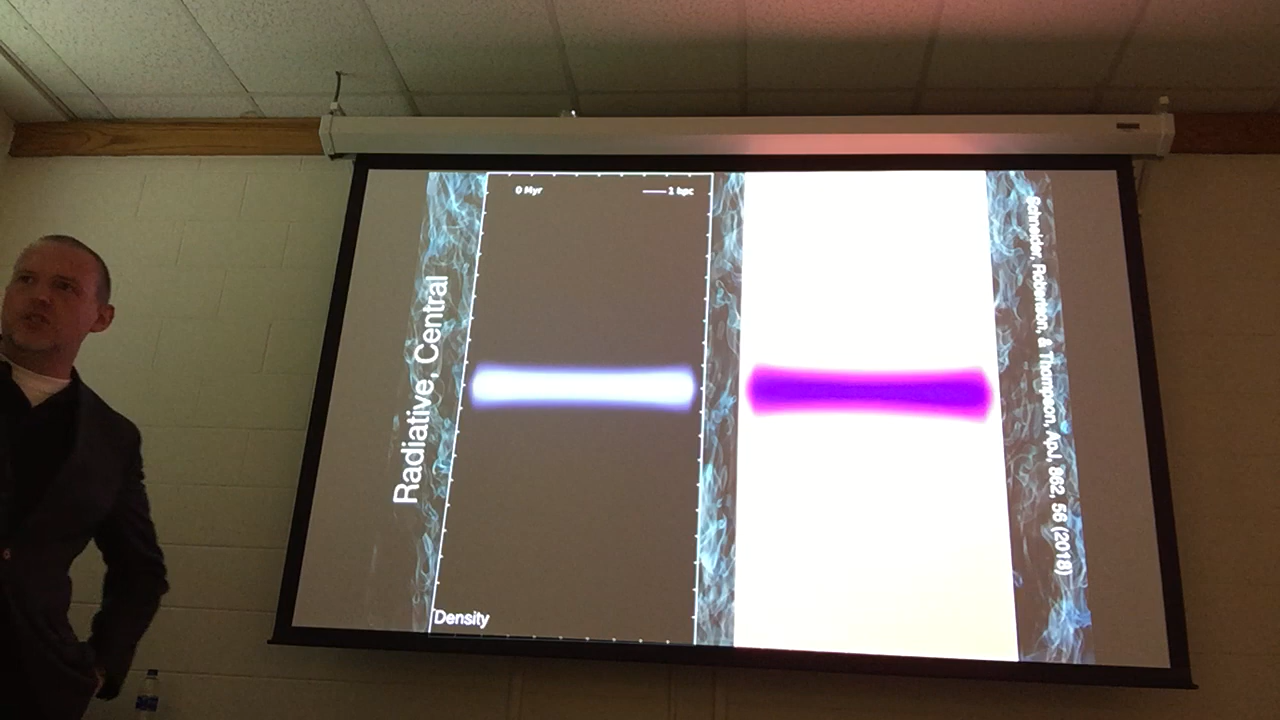 0 Myr
1 kpc
Radiative, Central
Density
Schneider, Robertson, & Thompson, ApJ, 862, 56 (2018)